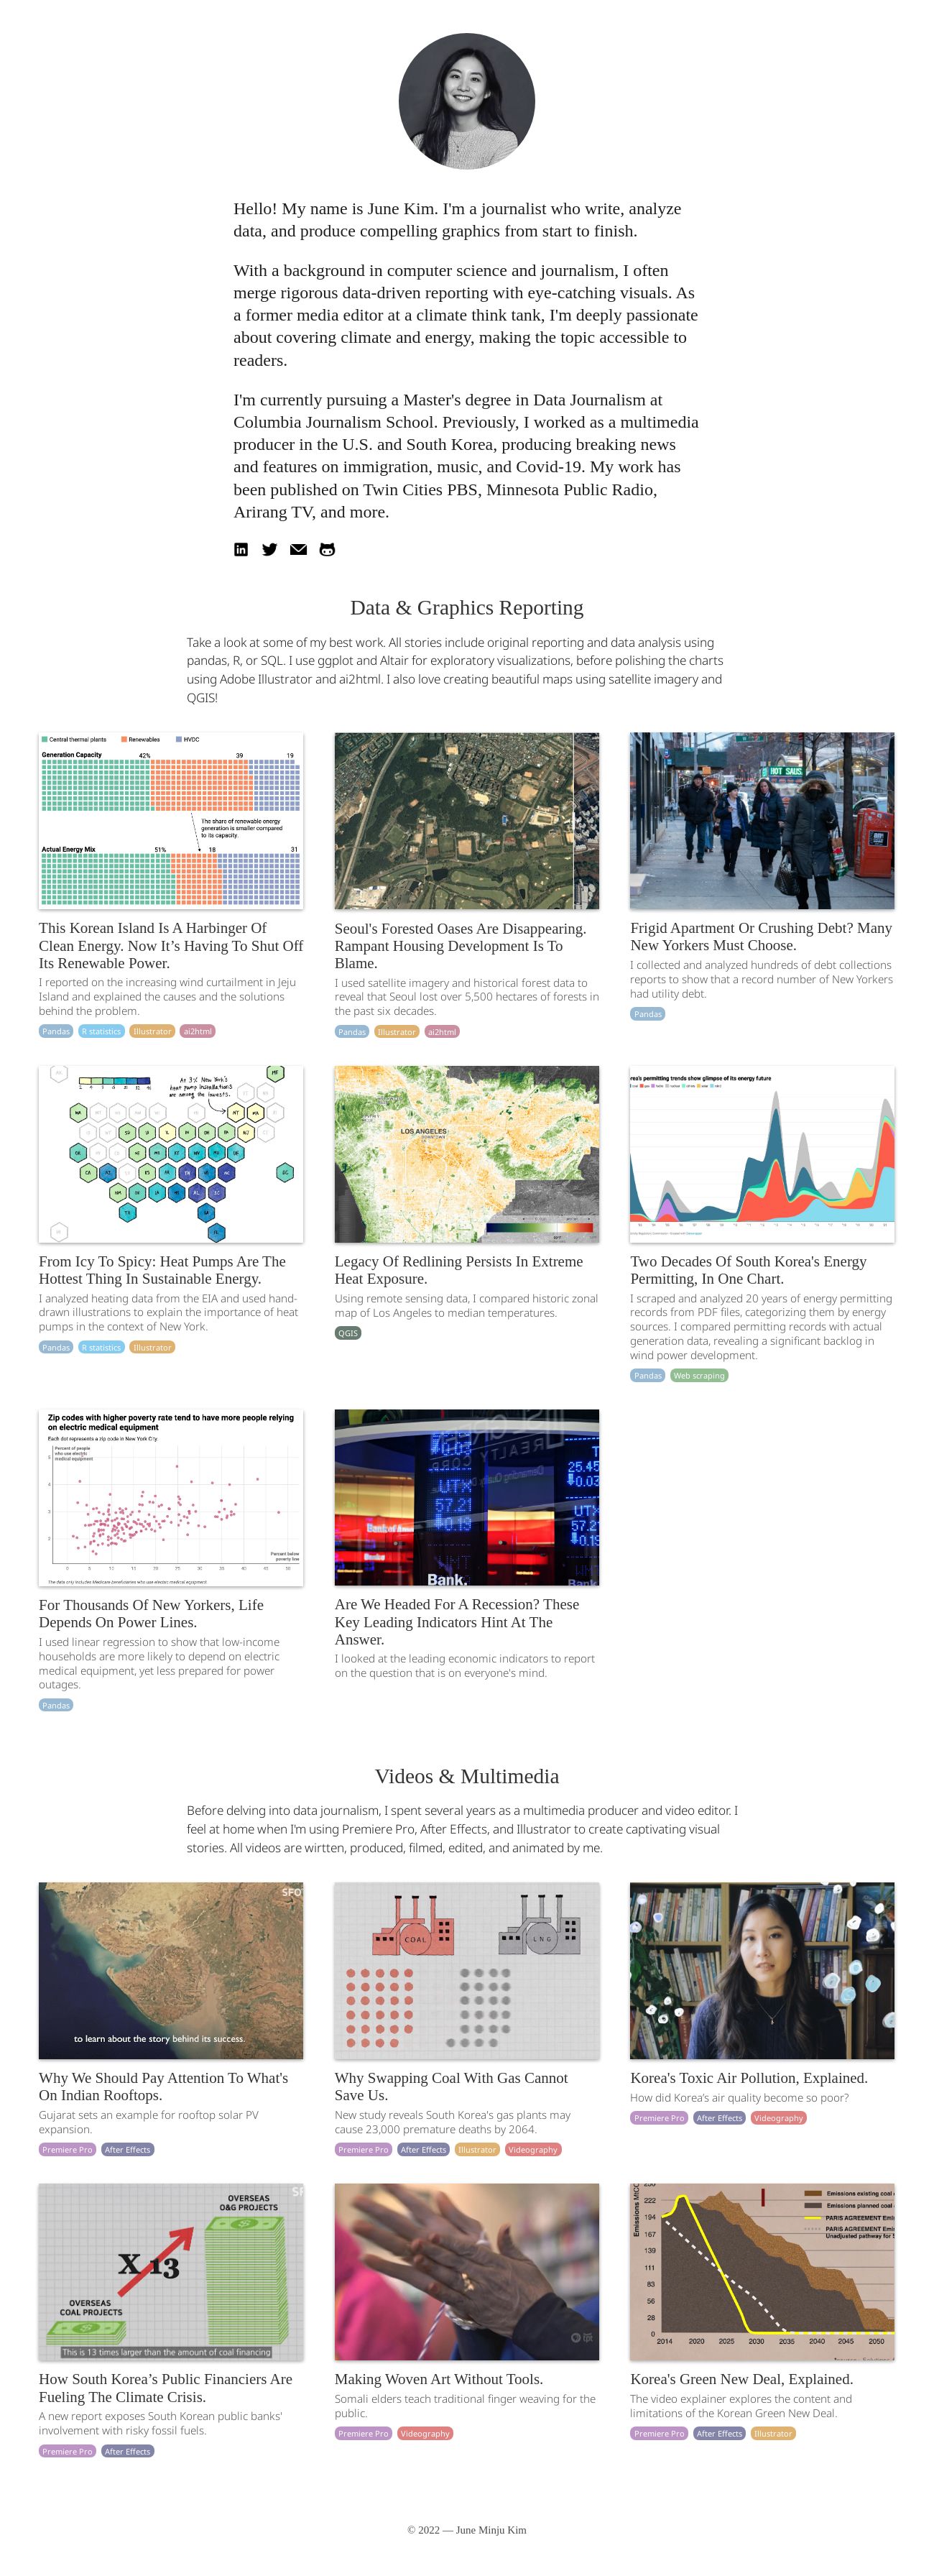 Hello! My name is June Kim. I'm a journalist who write, analyze
data, and produce compelling graphics from start to finish.
With a background in computer science and journalism, I often
merge rigorous data-driven reporting with eye-catching visuals. As
a former media editor at a climate think tank, I'm deeply passionate
about covering climate and energy, making the topic accessible to
readers.
I'm currently pursuing a Master's degree in Data Journalism at
Columbia Journalism School. Previously, I worked as a multimedia
producer in the U.S. and South Korea, producing breaking news
and features on immigration, music, and Covid-19. My work has
been published on Twin Cities PBS, Minnesota Public Radio,
Arirang TV, and more.
Data & Graphics Reporting
Take a look at some of my best work. All stories include original reporting and data analysis using
pandas, R, or SQL. I use ggplot and Altair for exploratory visualizations, before polishing the charts
using Adobe Illustrator and ai2html. I also love creating beautiful maps using satellite imagery and
QGIS!
Central thermal plants Renewables HVDC
Generation Capacity 42% 39 19
The share of renewable energy
generation is smaller compared
to its capacity.
Actual Energy Mix 51% 18 31
This Korean Island Is A Harbinger Of
Clean Energy. Now It’s Having To Shut Off
Its Renewable Power.
I reported on the increasing wind curtailment in Jeju
Island and explained the causes and the solutions
behind the problem.
Pandas R statistics Illustrator ai2html
Seoul's Forested Oases Are Disappearing.
Rampant Housing Development Is To
Blame.
I used satellite imagery and historical forest data to
reveal that Seoul lost over 5,500 hectares of forests in
the past six decades.
Pandas Illustrator ai2html
HOT SAUS
Frigid Apartment Or Crushing Debt? Many
New Yorkers Must Choose.
I collected and analyzed hundreds of debt collections
reports to show that a record number of New Yorkers
had utility debt.
Pandas
At 3% New York's
heat pump installations
are among the lowest.
From Icy To Spicy: Heat Pumps Are The
Hottest Thing In Sustainable Energy.
I analyzed heating data from the EIA and used hand-
drawn illustrations to explain the importance of heat
pumps in the context of New York.
Pandas R statistics Illustrator
LOS ANGELES
Legacy Of Redlining Persists In Extreme
Heat Exposure.
Using remote sensing data, I compared historic zonal
map of Los Angeles to median temperatures.
QGIS
rea's permitting trends show glimpse of its energy future
Two Decades Of South Korea's Energy
Permitting, In One Chart.
I scraped and analyzed 20 years of energy permitting
records from PDF files, categorizing them by energy
sources. I compared permitting records with actual
generation data, revealing a significant backlog in
wind power development.
Pandas Web scraping
Zip codes with higher poverty rate tend to have more people relying
on electric medical equipment
Each dot represents a zip code in New York City.
Percent of people
who use electric
medical equipment
Percent below
poverty line
0 5 10 15 20 25 30 35 40 45 50
The data only includes Medicare beneficiaries who use electric medical equipment.
For Thousands Of New Yorkers, Life
Depends On Power Lines.
I used linear regression to show that low-income
households are more likely to depend on electric
medical equipment, yet less prepared for power
outages.
Pandas
UTX
57.21
0.19
Bank.
25.45
0.03
Are We Headed For A Recession? These
Key Leading Indicators Hint At The
Answer.
I looked at the leading economic indicators to report
on the question that is on everyone's mind.
Videos & Multimedia
Before delving into data journalism, I spent several years as a multimedia producer and video editor. I
feel at home when I'm using Premiere Pro, After Effects, and Illustrator to create captivating visual
stories. All videos are wirtten, produced, filmed, edited, and animated by me.
SFO
to learn about the story behind its success.
Why We Should Pay Attention To What's
On Indian Rooftops.
Gujarat sets an example for rooftop solar PV
expansion.
Premiere Pro After Effects
COAL LNG
Why Swapping Coal With Gas Cannot
Save Us.
New study reveals South Korea's gas plants may
cause 23,000 premature deaths by 2064.
Premiere Pro After Effects Illustrator Videography
Korea's Toxic Air Pollution, Explained.
How did Korea's air quality become so poor?
Premiere Pro After Effects Videography
SF
OVERSEAS
O&G PROJECTS
X 13
OVERSEAS
COAL PROJECTS
This is 13 times larger than the amount of coal financing
How South Korea’s Public Financiers Are
Fueling The Climate Crisis.
A new report exposes South Korean public banks'
involvement with risky fossil fuels.
Premiere Pro After Effects
Making Woven Art Without Tools.
Somali elders teach traditional finger weaving for the
public.
Premiere Pro Videography
Emissions MtCO
222
194
167
139
111
83
56
28
0
2014 2020 2025 2030 2035 2040 2045 2050
Emissions existing coal
Emissions planned coal
PARIS AGREEMENT Emi
PARIS AGREEMENT
Unadjusted pathway for
Korea's Green New Deal, Explained.
The video explainer explores the content and
limitations of the Korean Green New Deal.
Premiere Pro After Effects Illustrator
© 2022 — June Minju Kim